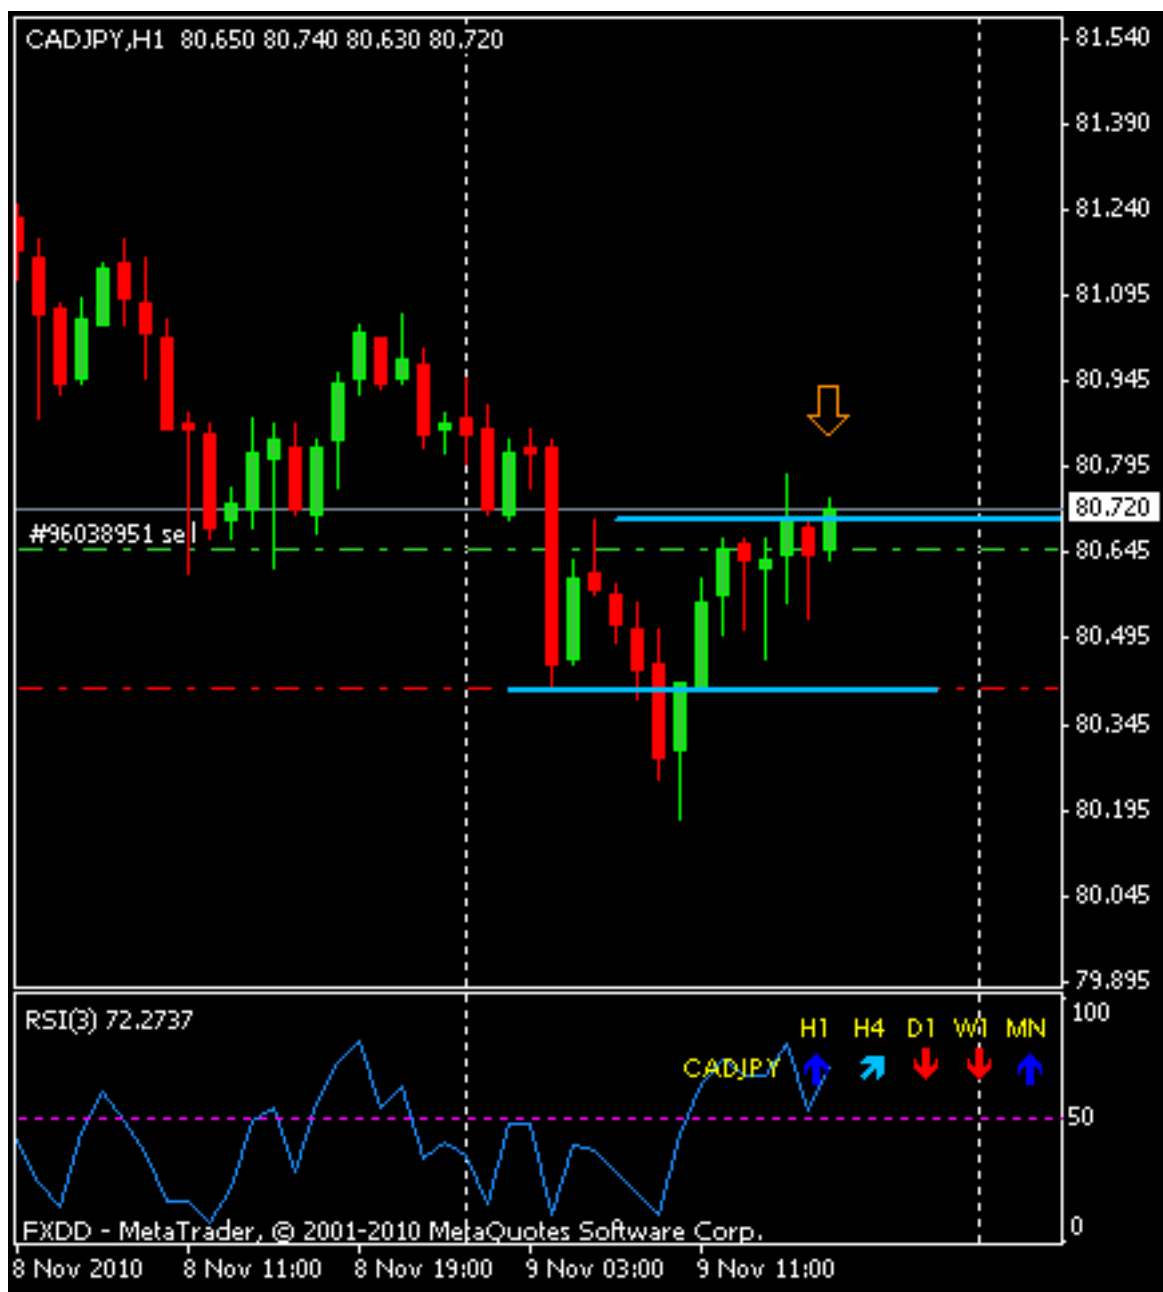 CADJPY,H1 80.650 80.740 80.630 80.720
81.540
81.390
81.240
81.095
80.945
80.795
80.720
#96038951 sell
80.645
80.495
80.345
80.195
80.045
79.895
RSI(3) 72.2737
100
H1 H4 D1 W1 MN
CADJPY
50
0
FXDD - MetaTrader, © 2001-2010 MetaQuotes Software Corp.
8 Nov 2010 8 Nov 11:00 8 Nov 19:00 9 Nov 03:00 9 Nov 11:00